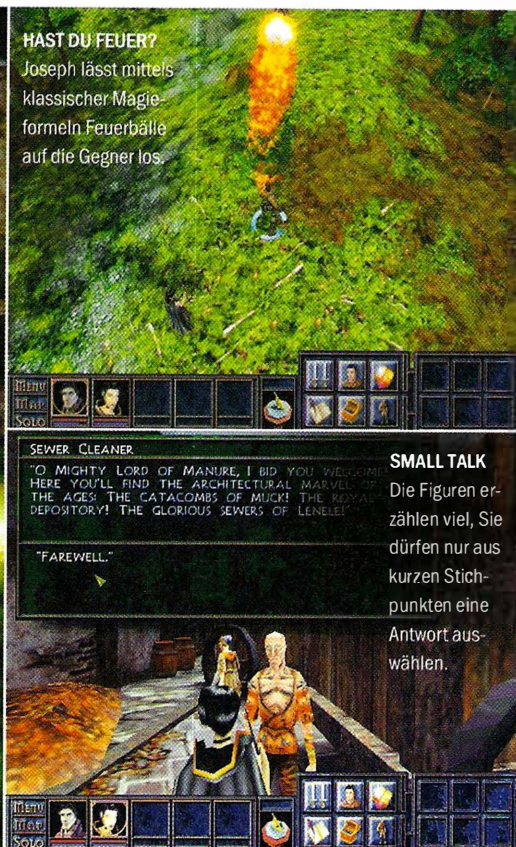 HAST DU FEUER?
Joseph lässt mittels
klassischer Magie-
formeln Feuerbälle
auf die Gegner los.
MENU
MAP
SOLO
SEWER CLEANER
"O MIGHTY LORD OF MANURE, I BID YOU WELCOME!
HERE YOU'LL FIND THE ARCHITECTURAL MARVEL OF
THE AGES: THE CATACOMBS OF MUCK! THE ROYAL
DEPOSITORY! THE GLORIOUS SEWERS OF LENELE!"
"FAREWELL."
SMALL TALK
Die Figuren er-
zählen viel, Sie
dürfen nur aus
kurzen Stich-
punkten eine
Antwort aus-
wählen.
MENU
MAP
SOLO